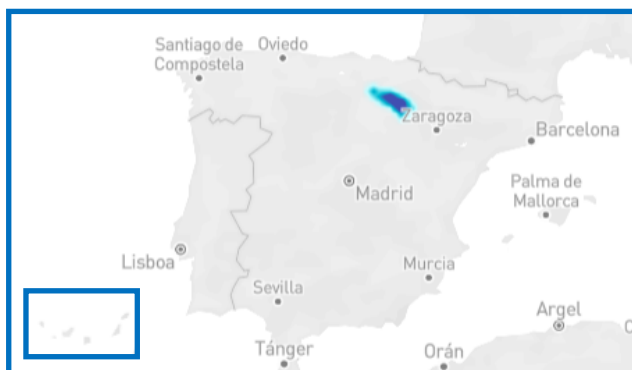 Santiago de
Compostela
Oviedo
Zaragoza
Barcelona
Madrid
Palma de
Mallorca
Lisboa
Murcia
Sevilla
Argel
Tánger
Orán